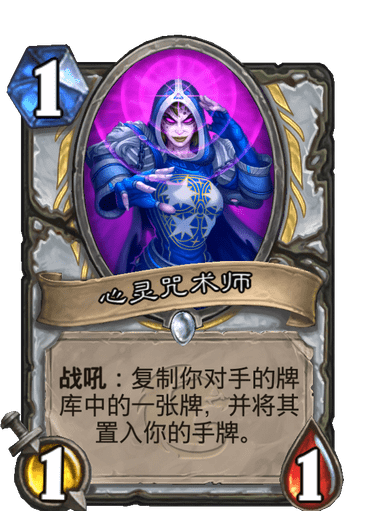 1
心灵咒术师
战吼：复制你对手的牌
库中的一张牌，并将其
置入你的手牌。
1
1